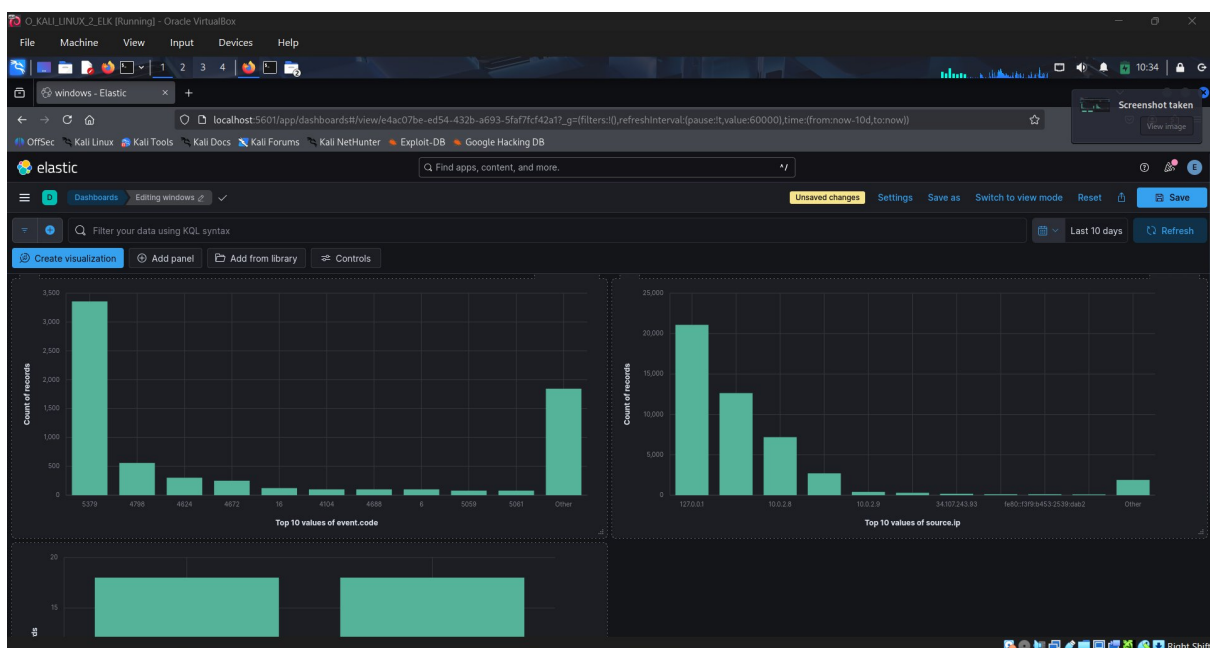 O_KALI_LINUX_2_ELK [Running] - Oracle VirtualBox
File Machine View Input Devices Help
1 2 3 4 10:34
windows - Elastic
Screenshot taken
View image
localhost:5601/app/dashboards#/view/e4ac07be-ed54-432b-a693-5faf7fcf42a1?_g=(filters:!(),refreshInterval:(pause:!t,value:60000),time:(from:now-10d,to:now))
OffSec Kali Linux Kali Tools Kali Docs Kali Forums Kali NetHunter Exploit-DB Google Hacking DB
elastic Find apps, content, and more. ^/ E
D Dashboards Editing windows Unsaved changes Settings Save as Switch to view mode Reset Save
Filter your data using KQL syntax Last 10 days Refresh
Create visualization Add panel Add from library Controls
3,500
3,000
2,500
2,000
1,500
1,000
500
0
Count of records
5379 4798 4624 4672 16 4104 4688 6 5059 5061 Other
Top 10 values of event.code
25,000
20,000
15,000
10,000
5,000
0
Count of records
127.0.0.1 10.0.2.8 10.0.2.9 34.107.243.93 fe80::f3f9:b453:2539:dab2 Other
Top 10 values of source.ip
20
15
Right Shift